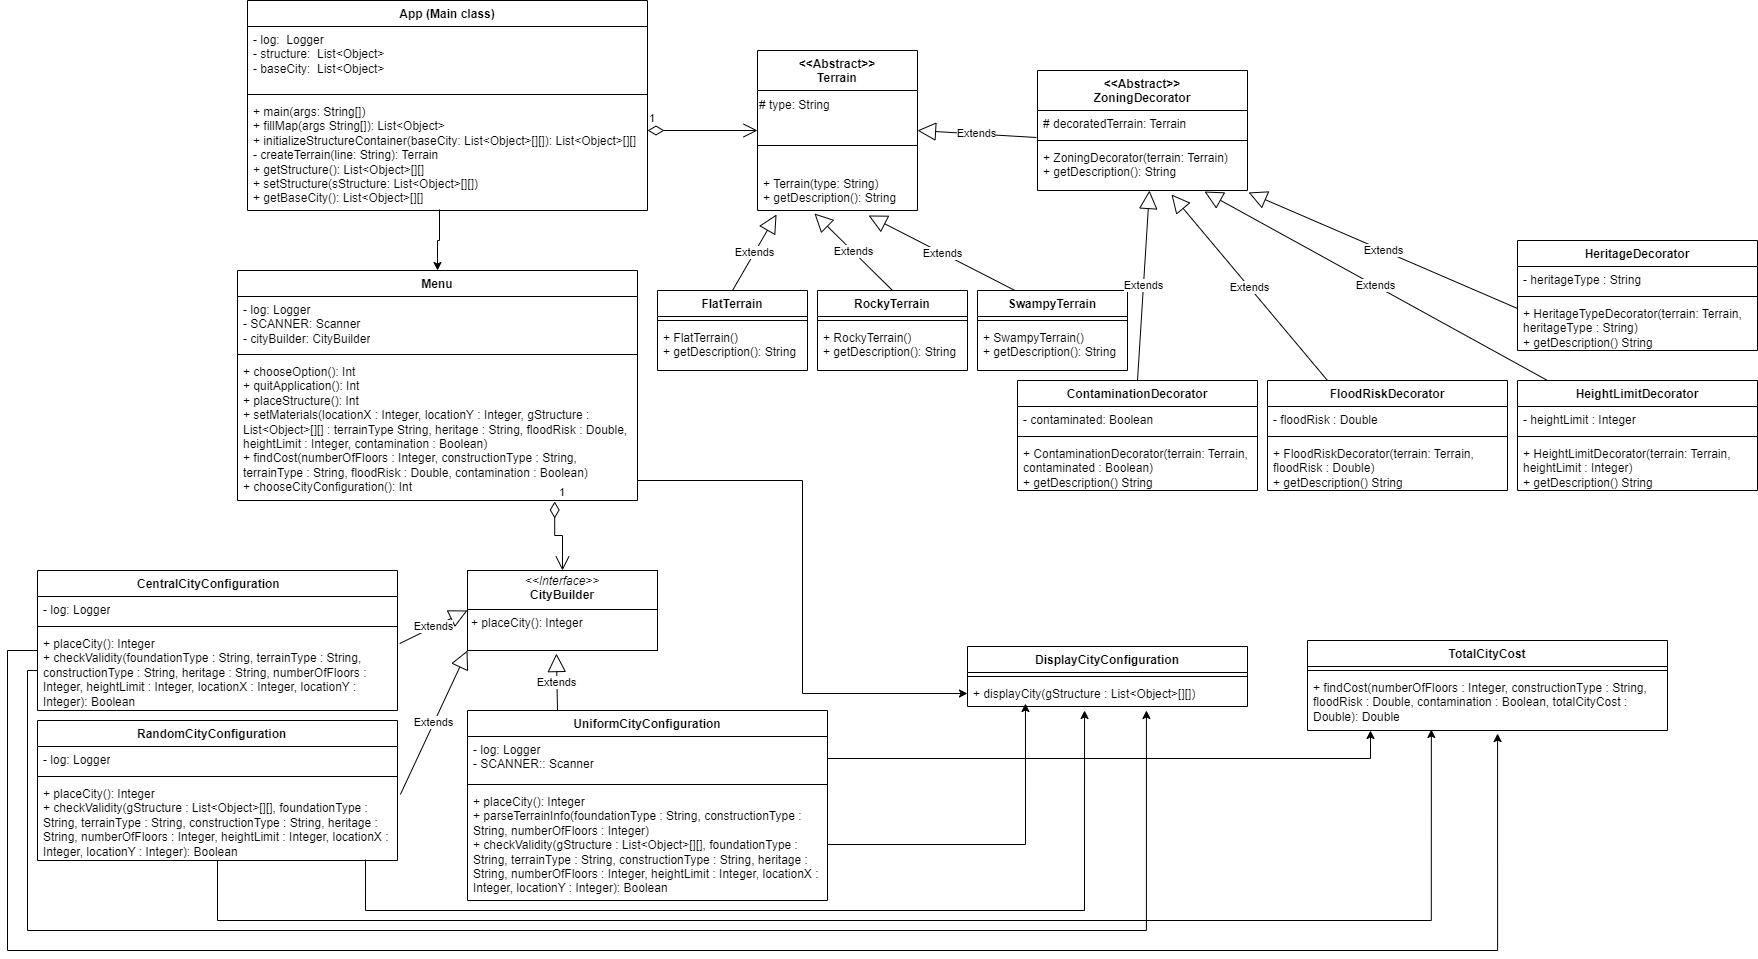 App (Main class)
- log:  Logger
- structure:  List<Object>
- baseCity:  List<Object>
+ main(args: String[])
+ fillMap(args String[]): List<Object>
+ initializeStructureContainer(baseCity: List<Object>[][]): List<Object>[][]
- createTerrain(line: String): Terrain
+ getStructure(): List<Object>[][]
+ setStructure(sStructure: List<Object>[][])
+ getBaseCity(): List<Object>[][]
1
<<Abstract>>
Terrain
# type: String
+ Terrain(type: String)
+ getDescription(): String
Extends
<<Abstract>>
ZoningDecorator
# decoratedTerrain: Terrain
+ ZoningDecorator(terrain: Terrain)
+ getDescription(): String
Extends
Extends
Extends
Extends
Extends
Extends
Extends
FlatTerrain
+ FlatTerrain()
+ getDescription(): String
RockyTerrain
+ RockyTerrain()
+ getDescription(): String
SwampyTerrain
+ SwampyTerrain()
+ getDescription(): String
HeritageDecorator
- heritageType : String
+ HeritageTypeDecorator(terrain: Terrain,
heritageType : String)
+ getDescription() String
ContaminationDecorator
- contaminated: Boolean
+ ContaminationDecorator(terrain: Terrain,
contaminated : Boolean)
+ getDescription() String
FloodRiskDecorator
- floodRisk : Double
+ FloodRiskDecorator(terrain: Terrain,
floodRisk : Double)
+ getDescription() String
HeightLimitDecorator
- heightLimit : Integer
+ HeightLimitDecorator(terrain: Terrain,
heightLimit : Integer)
+ getDescription() String
Menu
- log: Logger
- SCANNER: Scanner
- cityBuilder: CityBuilder
+ chooseOption(): Int
+ quitApplication(): Int
+ placeStructure(): Int
+ setMaterials(locationX : Integer, locationY : Integer, gStructure :
List<Object>[][] : terrainType String, heritage : String, floodRisk : Double,
heightLimit : Integer, contamination : Boolean)
+ findCost(numberOfFloors : Integer, constructionType : String,
terrainType : String, floodRisk : Double, contamination : Boolean)
+ chooseCityConfiguration(): Int
1
<<Interface>>
CityBuilder
+ placeCity(): Integer
Extends
Extends
Extends
CentralCityConfiguration
- log: Logger
+ placeCity(): Integer
+ checkValidity(foundationType : String, terrainType : String,
constructionType : String, heritage : String, numberOfFloors :
Integer, heightLimit : Integer, locationX : Integer, locationY :
Integer): Boolean
RandomCityConfiguration
- log: Logger
+ placeCity(): Integer
+ checkValidity(gStructure : List<Object>[][], foundationType :
String, terrainType : String, constructionType : String, heritage :
String, numberOfFloors : Integer, heightLimit : Integer, locationX :
Integer, locationY : Integer): Boolean
UniformCityConfiguration
- log: Logger
- SCANNER:: Scanner
+ placeCity(): Integer
+ parseTerrainInfo(foundationType : String, constructionType :
String, numberOfFloors : Integer)
+ checkValidity(gStructure : List<Object>[][], foundationType :
String, terrainType : String, constructionType : String, heritage :
String, numberOfFloors : Integer, heightLimit : Integer, locationX :
Integer, locationY : Integer): Boolean
DisplayCityConfiguration
+ displayCity(gStructure : List<Object>[][])
TotalCityCost
+ findCost(numberOfFloors : Integer, constructionType : String,
floodRisk : Double, contamination : Boolean, totalCityCost :
Double): Double